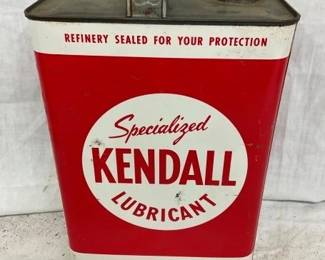 REFINERY SEALED FOR YOUR PROTECTION
Specialized
KENDALL
LUBRICANT